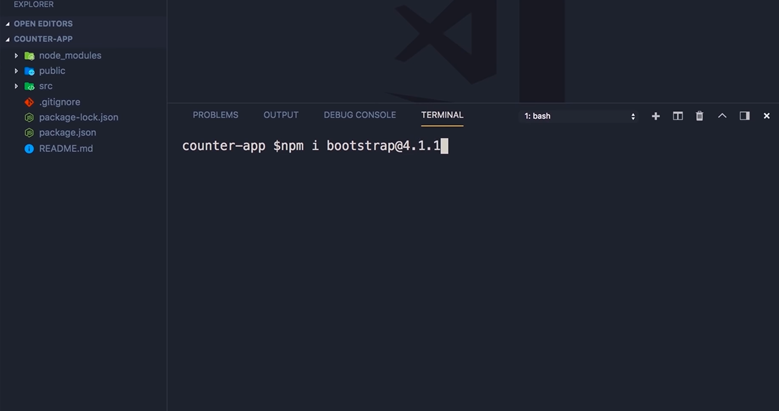 EXPLORER
OPEN EDITORS
COUNTER-APP
node_modules
public
src
.gitignore
package-lock.json
package.json
README.md
PROBLEMS OUTPUT DEBUG CONSOLE TERMINAL 1: bash
counter-app $npm i bootstrap@4.1.1